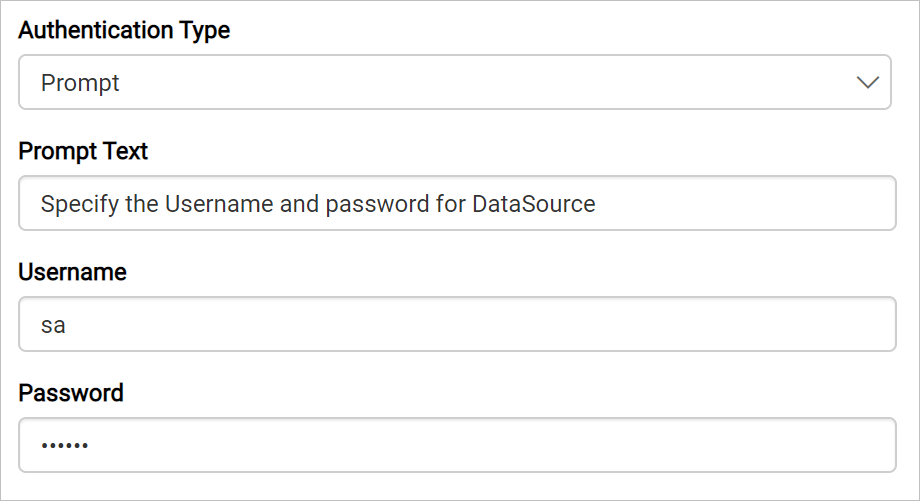 Authentication Type
Prompt
Prompt Text
Specify the Username and password for DataSource
Username
sa
Password
••••••